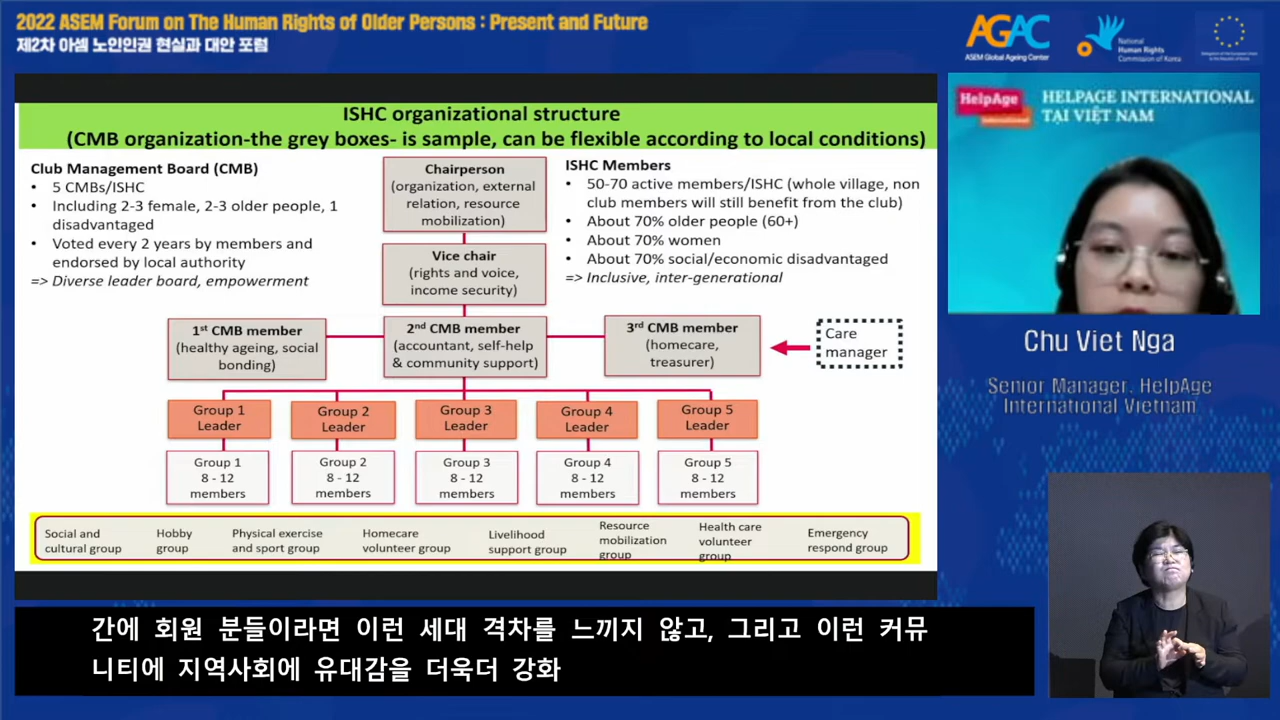 2022 ASEM Forum on The Human Rights of Older Persons : Present and Future
제2차 아셈 노인인권 현실과 대안 포럼
AGAC
ASEM Global Ageing Center
National
Human Rights
Commission of Korea
ISHC organizational structure
(CMB organization-the grey boxes- is sample, can be flexible according to local conditions)
Club Management Board (CMB)
• 5 CMBs/ISHC
• Including 2-3 female, 2-3 older people, 1
disadvantaged
• Voted every 2 years by members and
endorsed by local authority
=> Diverse leader board, empowerment
Chairperson
(organization, external
relation, resource
mobilization)
Vice chair
(rights and voice,
income security)
ISHC Members
• 50-70 active members/ISHC (whole village, non
club members will still benefit from the club)
• About 70% older people (60+)
• About 70% women
• About 70% social/economic disadvantaged
=> Inclusive, inter-generational
1st CMB member
(healthy ageing, social
bonding)
2nd CMB member
(accountant, self-help
& community support)
3rd CMB member
(homecare,
treasurer)
Care
manager
Group 1
Leader
Group 2
Leader
Group 3
Leader
Group 4
Leader
Group 5
Leader
Group 1
8 - 12
members
Group 2
8 - 12
members
Group 3
8 - 12
members
Group 4
8 - 12
members
Group 5
8 - 12
members
Social and
cultural group
Hobby
group
Physical exercise
and sport group
Homecare
volunteer group
Livelihood
support group
Resource
mobilization
group
Health care
volunteer
group
Emergency
respond group
HelpAge
International
HELPAGE INTERNATIONAL
TẠI VIỆT NAM
Chu Viet Nga
Senior Manager, HelpAge
International Vietnam
간에 회원 분들이라면 이런 세대 격차를 느끼지 않고, 그리고 이런 커뮤
니티에 지역사회에 유대감을 더욱더 강화